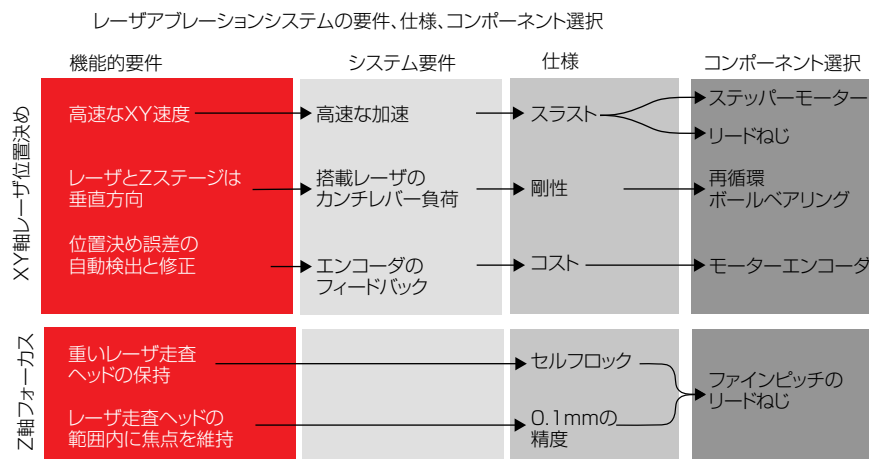 レーザアブレーションシステムの要件、仕様、コンポーネント選択
機能的要件
システム要件
仕様
コンポーネント選択
XY軸レーザ位置決め
高速なXY速度
高速な加速
スラスト
ステッパーモーター
リードねじ
レーザとZステージは
垂直方向
搭載レーザの
カンチレバー負荷
剛性
再循環
ボールベアリング
位置決め誤差の
自動検出と修正
エンコーダの
フィードバック
コスト
モーターエンコーダ
Z軸フォーカス
重いレーザ走査
ヘッドの保持
セルフロック
ファインピッチの
リードねじ
レーザ走査ヘッドの
範囲内に焦点を維持
0.1mmの
精度